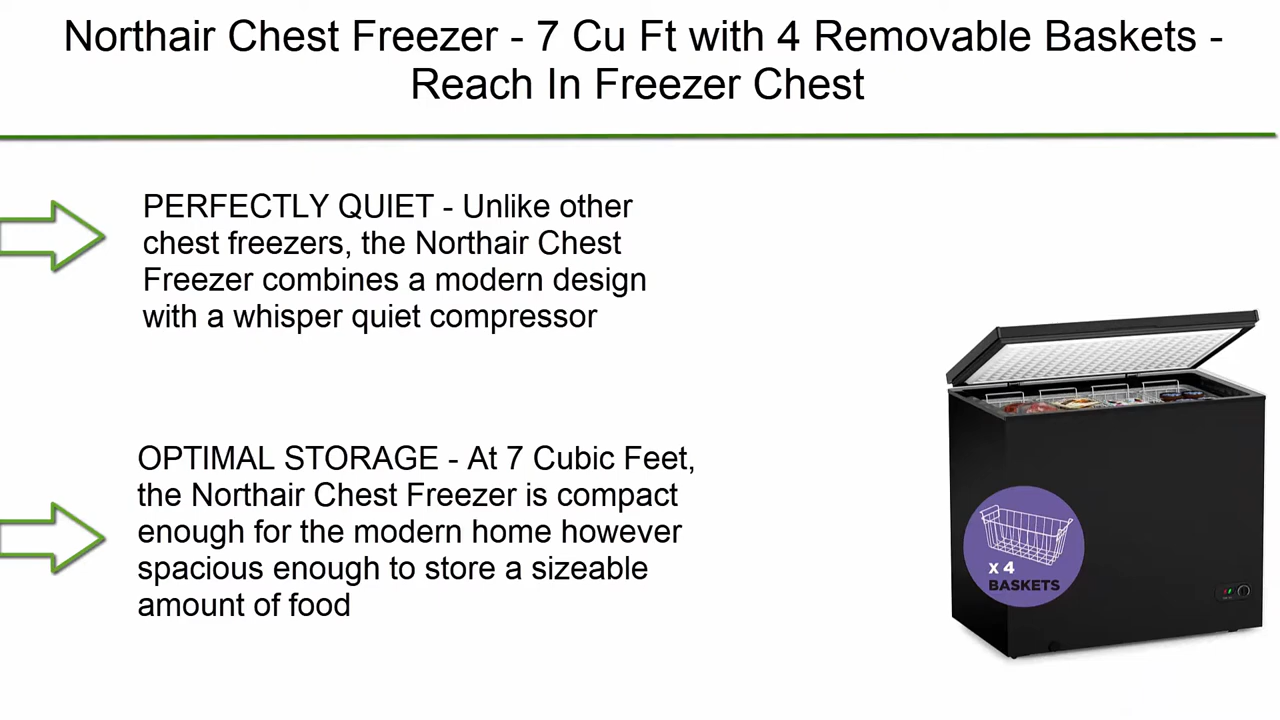 Northair Chest Freezer - 7 Cu Ft with 4 Removable Baskets -
Reach In Freezer Chest
PERFECTLY QUIET - Unlike other
chest freezers, the Northair Chest
Freezer combines a modern design
with a whisper quiet compressor
OPTIMAL STORAGE - At 7 Cubic Feet,
the Northair Chest Freezer is compact
enough for the modern home however
spacious enough to store a sizeable
amount of food
x 4
BASKETS